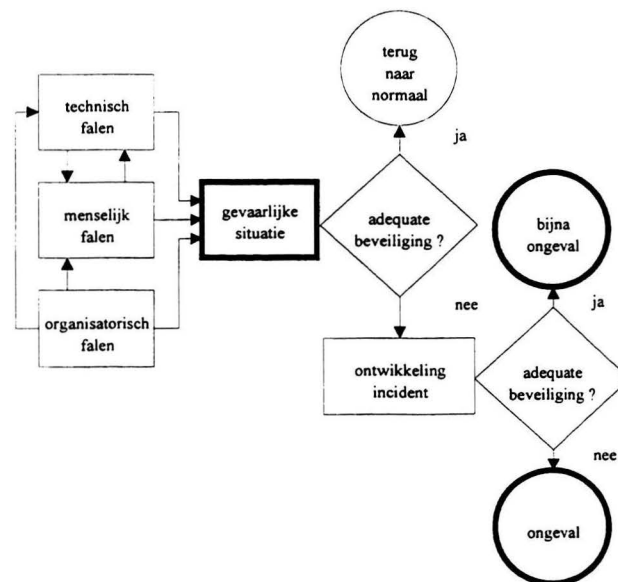 terug
naar
normaal
technisch
falen
ja
menselijk
falen
gevaarlijke
situatie
adequate
beveiliging ?
bijna
ongeval
nee
ja
organisatorisch
falen
ontwikkeling
incident
adequate
beveiliging ?
nee
ongeval